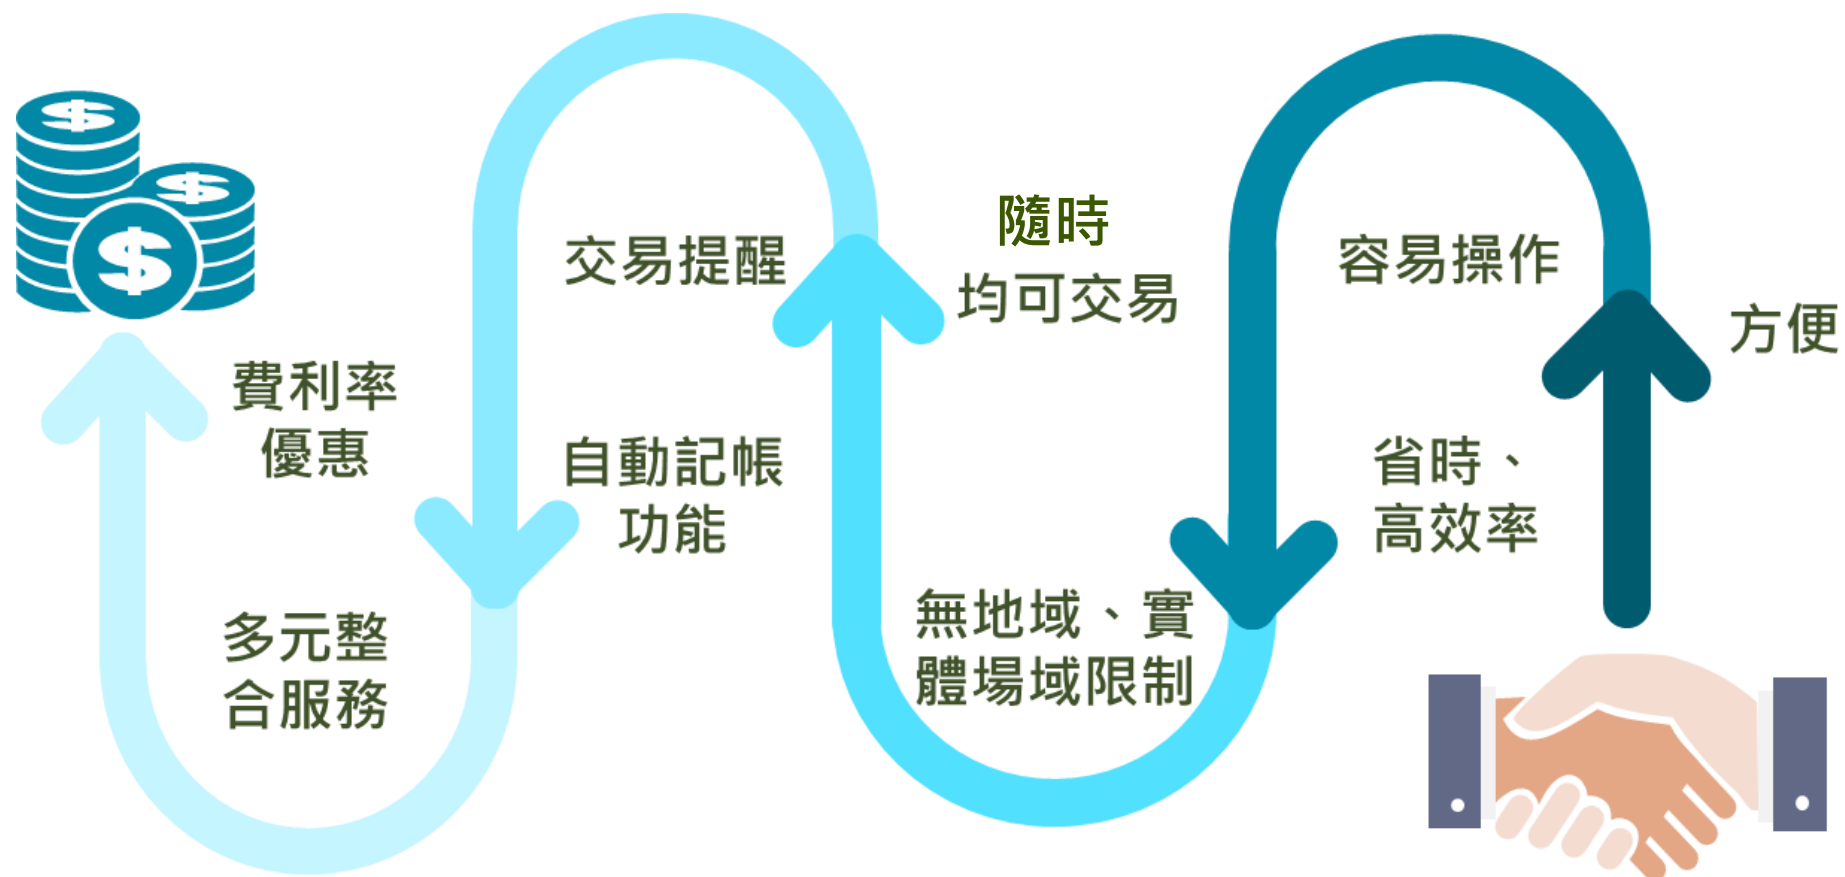 費利率
優惠
多元整
合服務
交易提醒
自動記帳
功能
隨時
均可交易
無地域、實
體場域限制
容易操作
省時、
高效率
方便